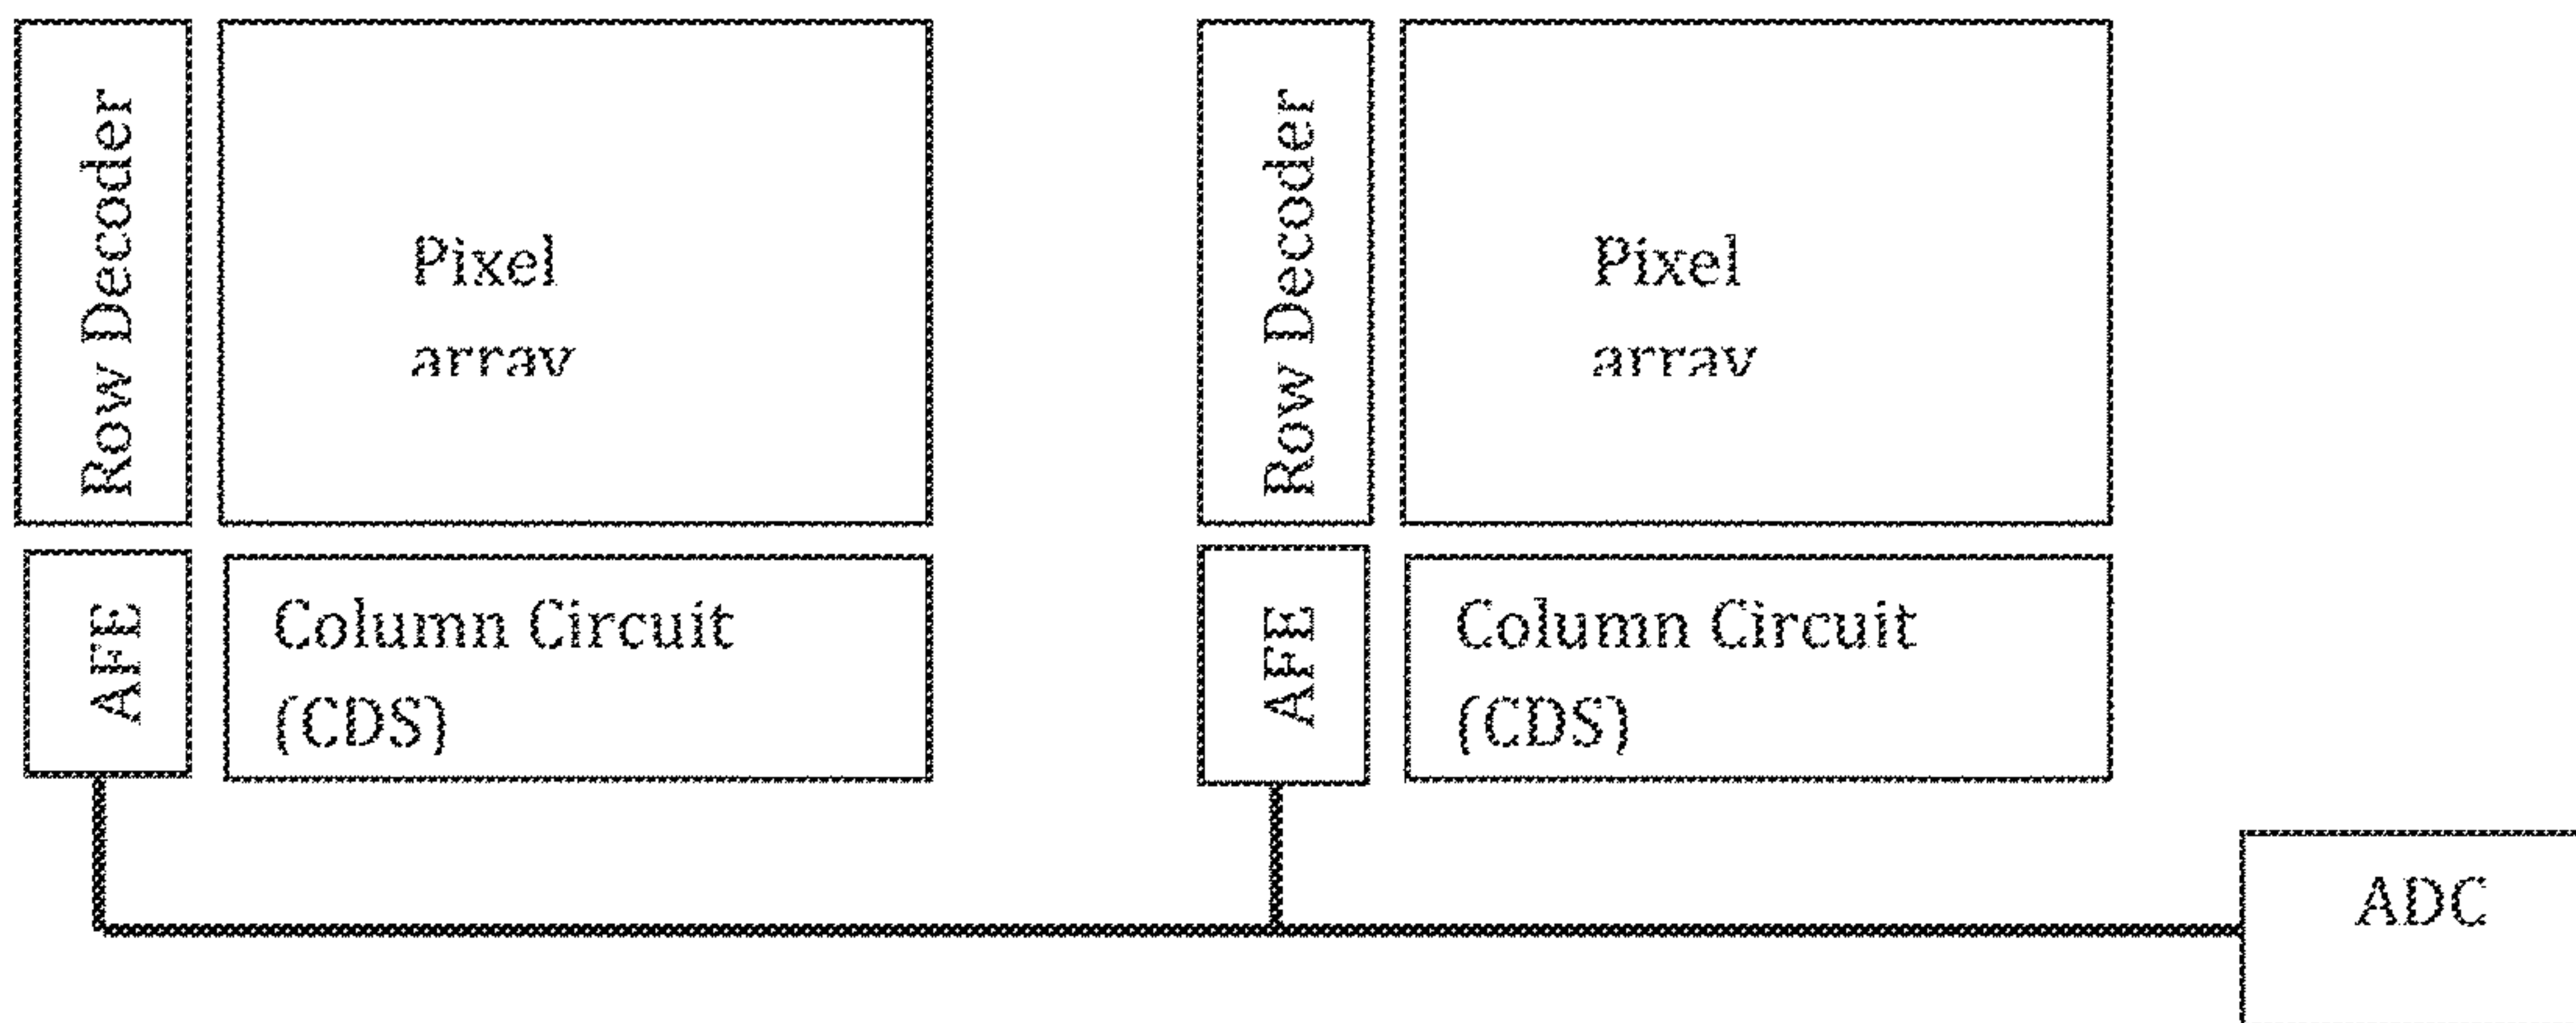 Row Decoder
Pixel
array
AFE
Column Circuit
(CDS)
Row Decoder
Pixel
array
AFE
Column Circuit
(CDS)
ADC